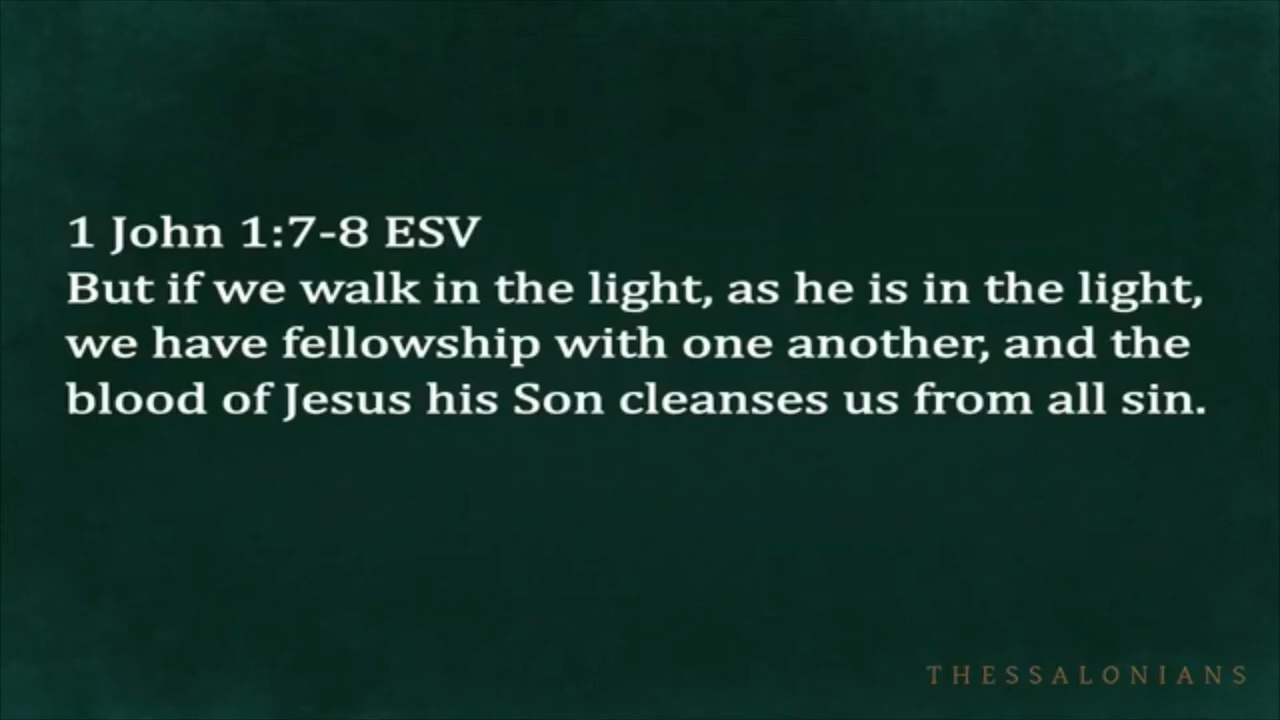 1 John 1:7-8 ESV
But if we walk in the light, as he is in the light,
we have fellowship with one another, and the
blood of Jesus his Son cleanses us from all sin.
THESSALONIANS